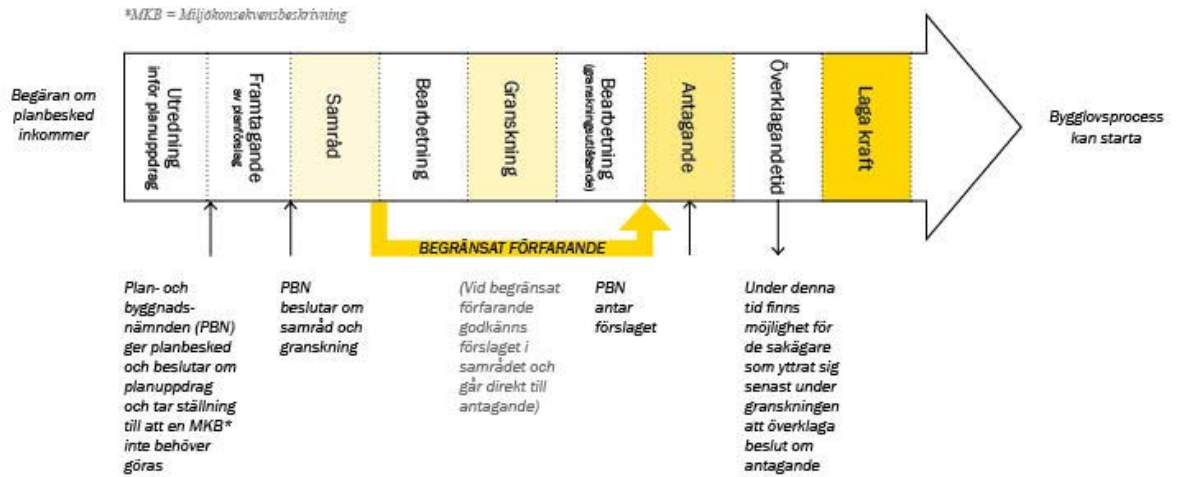 *MKB = Miljökonsekvensbeskrivning
Begäran om
planbesked
inkommer
Utredning
inför planuppdrag
Framtagande
av planförslag
Samråd
Bearbetning
Granskning
Bearbetning
(granskningsutlåtande)
Antagande
Överklagandetid
Laga kraft
Bygglovsprocess
kan starta
BEGRÄNSAT FÖRFARANDE
Plan- och
byggnads-
nämnden (PBN)
ger planbesked
och beslutar om
planuppdrag
och tar ställning
till att en MKB*
inte behöver
göras
PBN
beslutar om
samråd och
granskning
(Vid begränsat
förfarande
godkänns
förslaget i
samrådet och
går direkt till
antagande)
PBN
antar
förslaget
Under denna
tid finns
möjlighet för
de sakägare
som yttrat sig
senast under
granskningen
att överklaga
beslut om
antagande